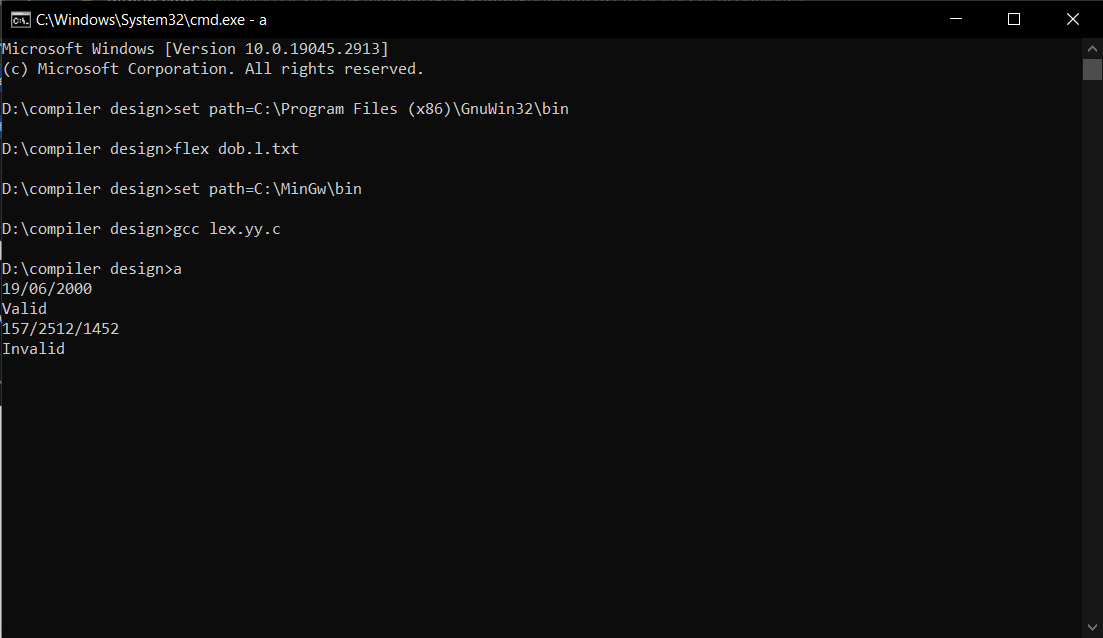 C:\Windows\System32\cmd.exe - a
Microsoft Windows [Version 10.0.19045.2913]
(c) Microsoft Corporation. All rights reserved.
D:\compiler design>set path=C:\Program Files (x86)\GnuWin32\bin
D:\compiler design>flex dob.l.txt
D:\compiler design>set path=C:\MinGw\bin
D:\compiler design>gcc lex.yy.c
D:\compiler design>a
19/06/2000
Valid
157/2512/1452
Invalid